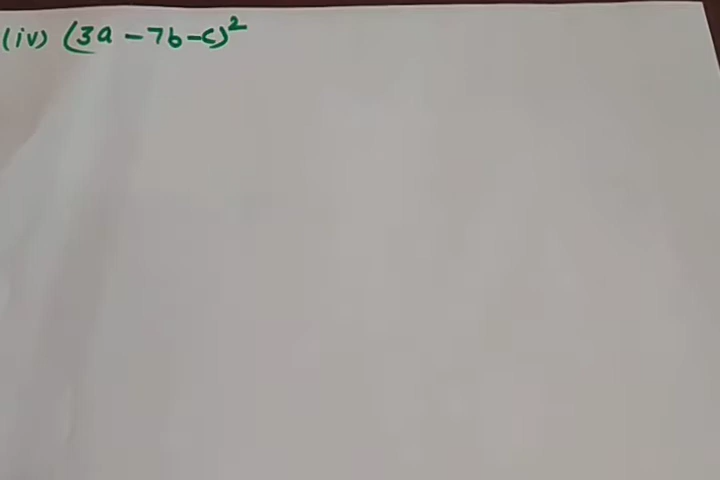 (iv) (3a - 7b - c)²